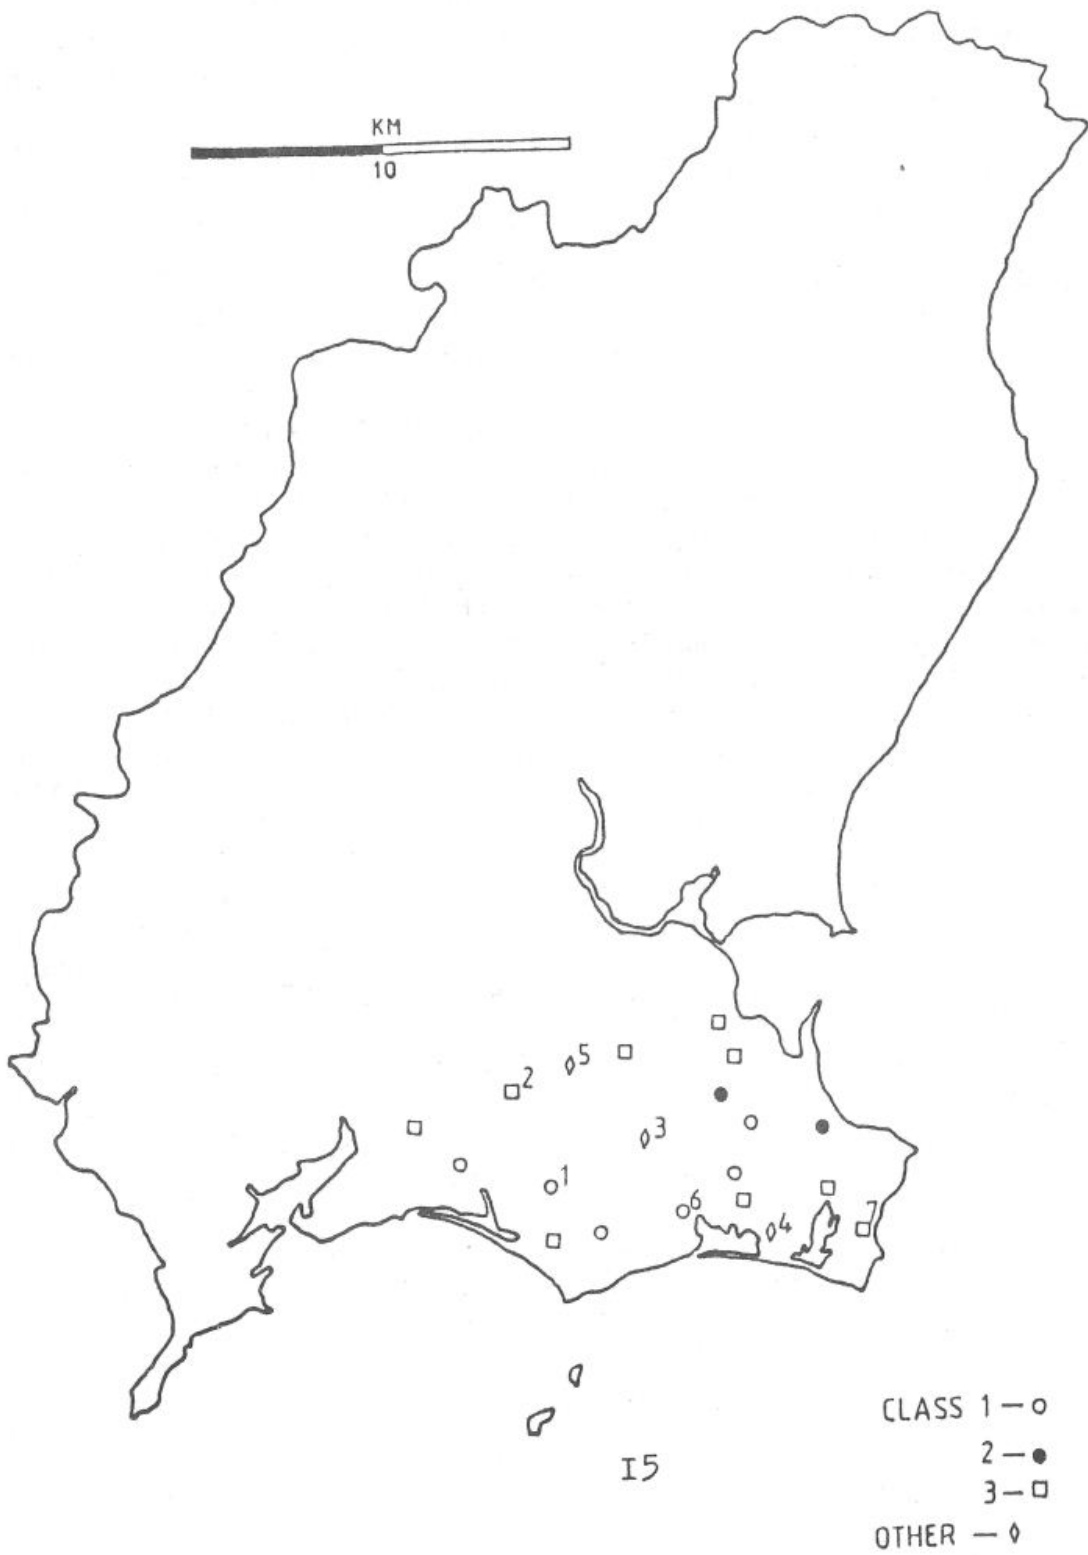 KM
10
5
2
3
1
6
4
7
I5
CLASS 1 — ○
2 — ●
3 — □
OTHER — ◊